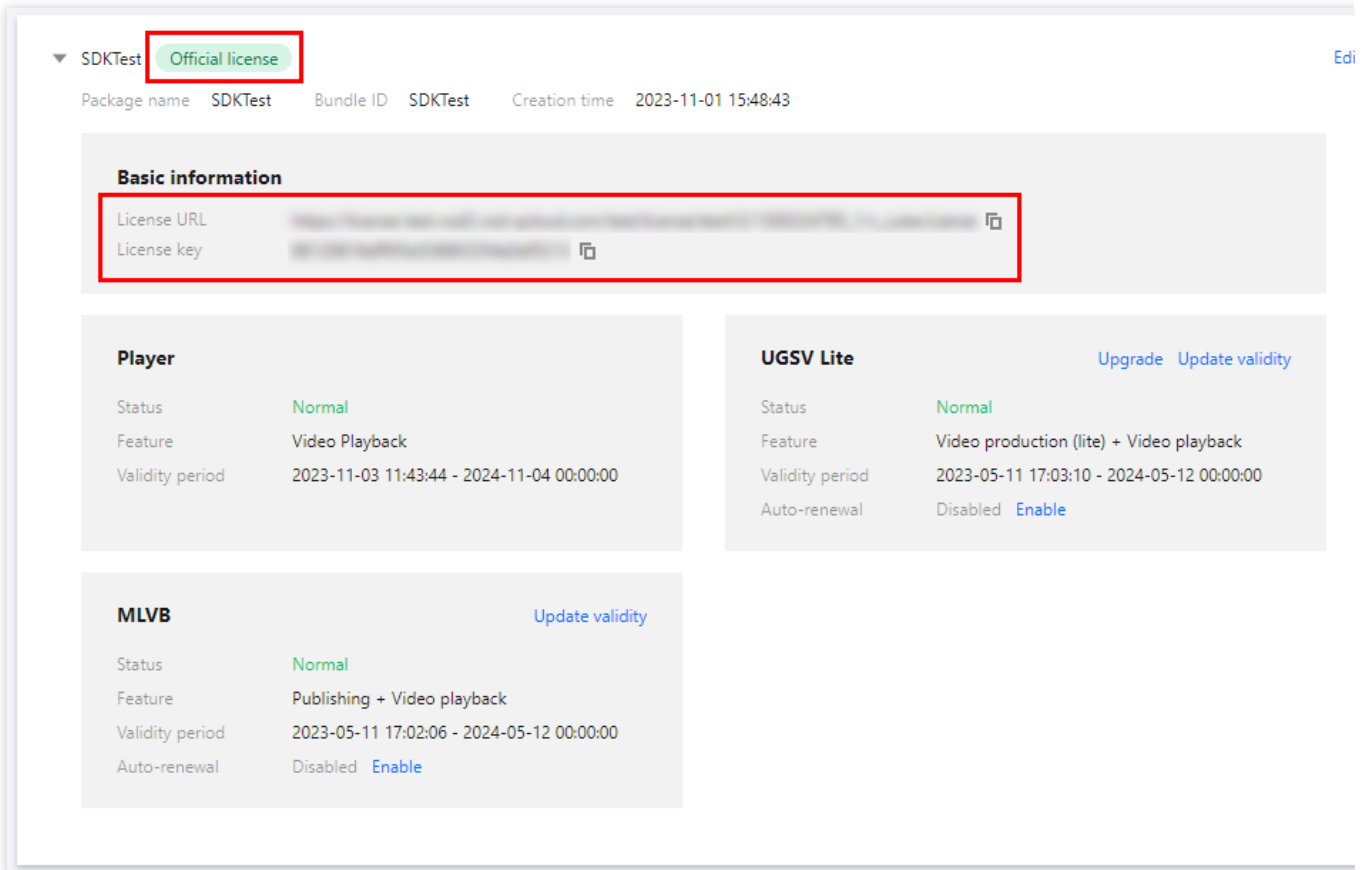 SDKTest Official license
Package name SDKTest Bundle ID SDKTest Creation time 2023-11-01 15:48:43
Basic information
License URL
License key
Player
Status Normal
Feature Video Playback
Validity period 2023-11-03 11:43:44 - 2024-11-04 00:00:00
UGSV Lite Upgrade Update validity
Status Normal
Feature Video production (lite) + Video playback
Validity period 2023-05-11 17:03:10 - 2024-05-12 00:00:00
Auto-renewal Disabled Enable
MLVB Update validity
Status Normal
Feature Publishing + Video playback
Validity period 2023-05-11 17:02:06 - 2024-05-12 00:00:00
Auto-renewal Disabled Enable